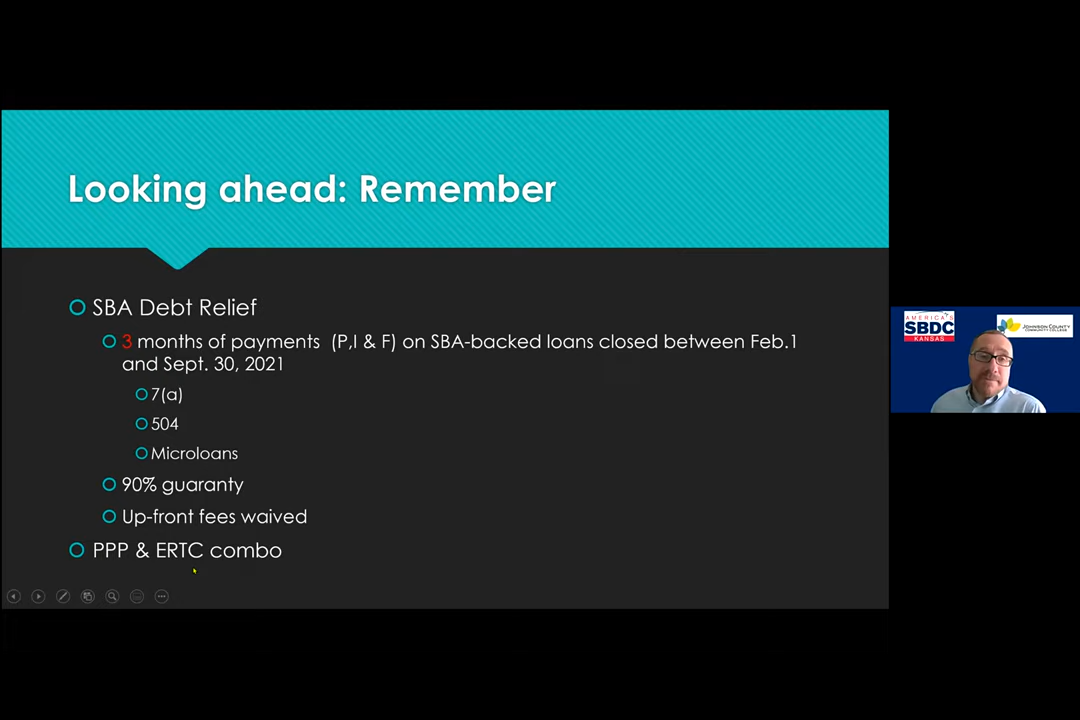 Looking ahead: Remember
SBA Debt Relief
3 months of payments (P,I & F) on SBA-backed loans closed between Feb.1
and Sept. 30, 2021
7(a)
504
Microloans
90% guaranty
Up-front fees waived
PPP & ERTC combo
AMERICA'S
SBDC
KANSAS
JOHNSON COUNTY
COMMUNITY COLLEGE